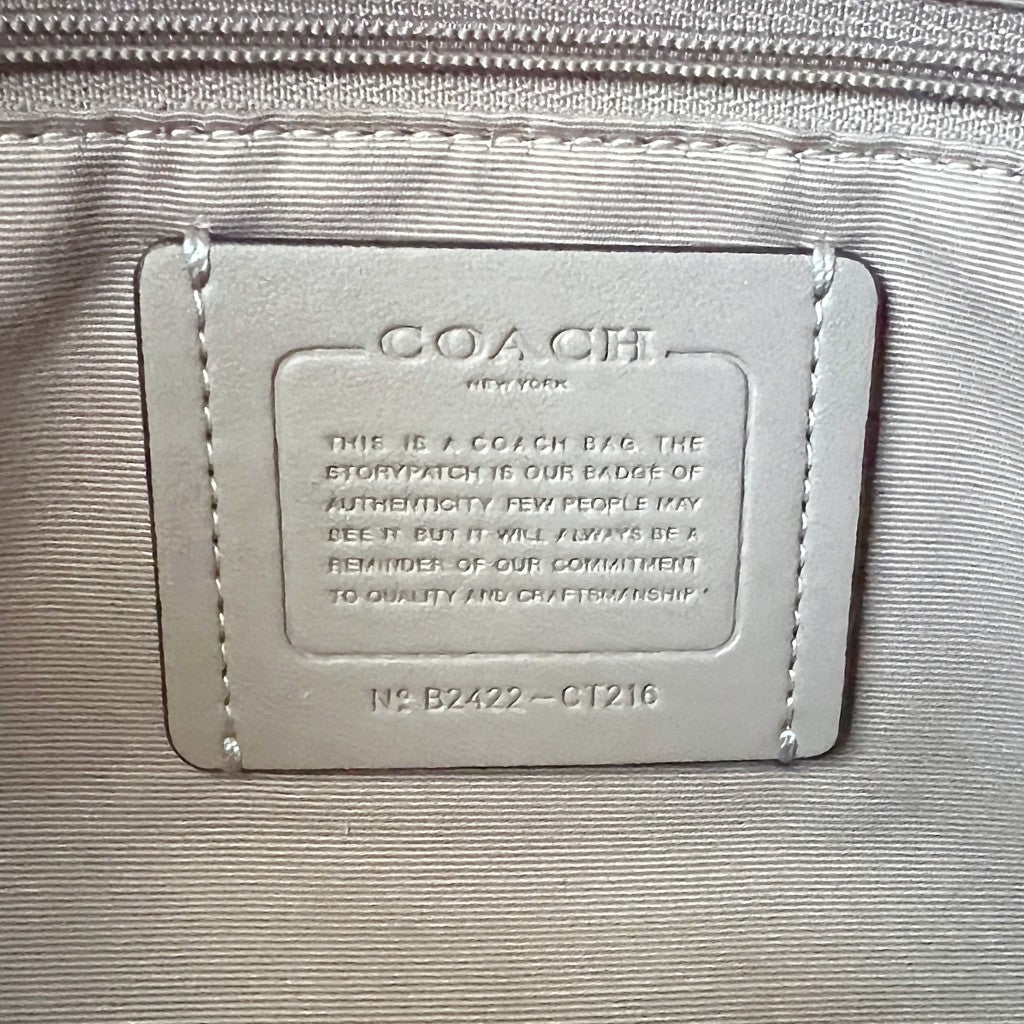 COACH
NEW YORK
THIS IS A COACH BAG. THE
STORYPATCH IS OUR BADGE OF
AUTHENTICITY. FEW PEOPLE MAY
SEE IT BUT IT WILL ALWAYS BE A
REMINDER OF OUR COMMITMENT
TO QUALITY AND CRAFTSMANSHIP.
Nº B2422-CT216